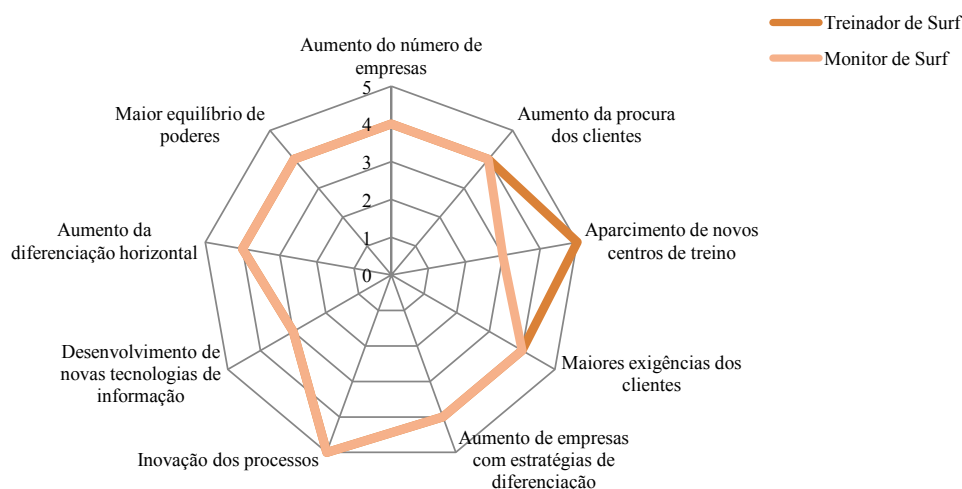 Treinador de Surf
Monitor de Surf
Aumento do número de
empresas
Aumento da procura
dos clientes
Aparcimento de novos
centros de treino
Maiores exigências dos
clientes
Aumento de empresas
com estratégias de
diferenciação
Inovação dos processos
Desenvolvimento de
novas tecnologias de
informação
Aumento da
diferenciação horizontal
Maior equilíbrio de
poderes
5
4
3
2
1
0